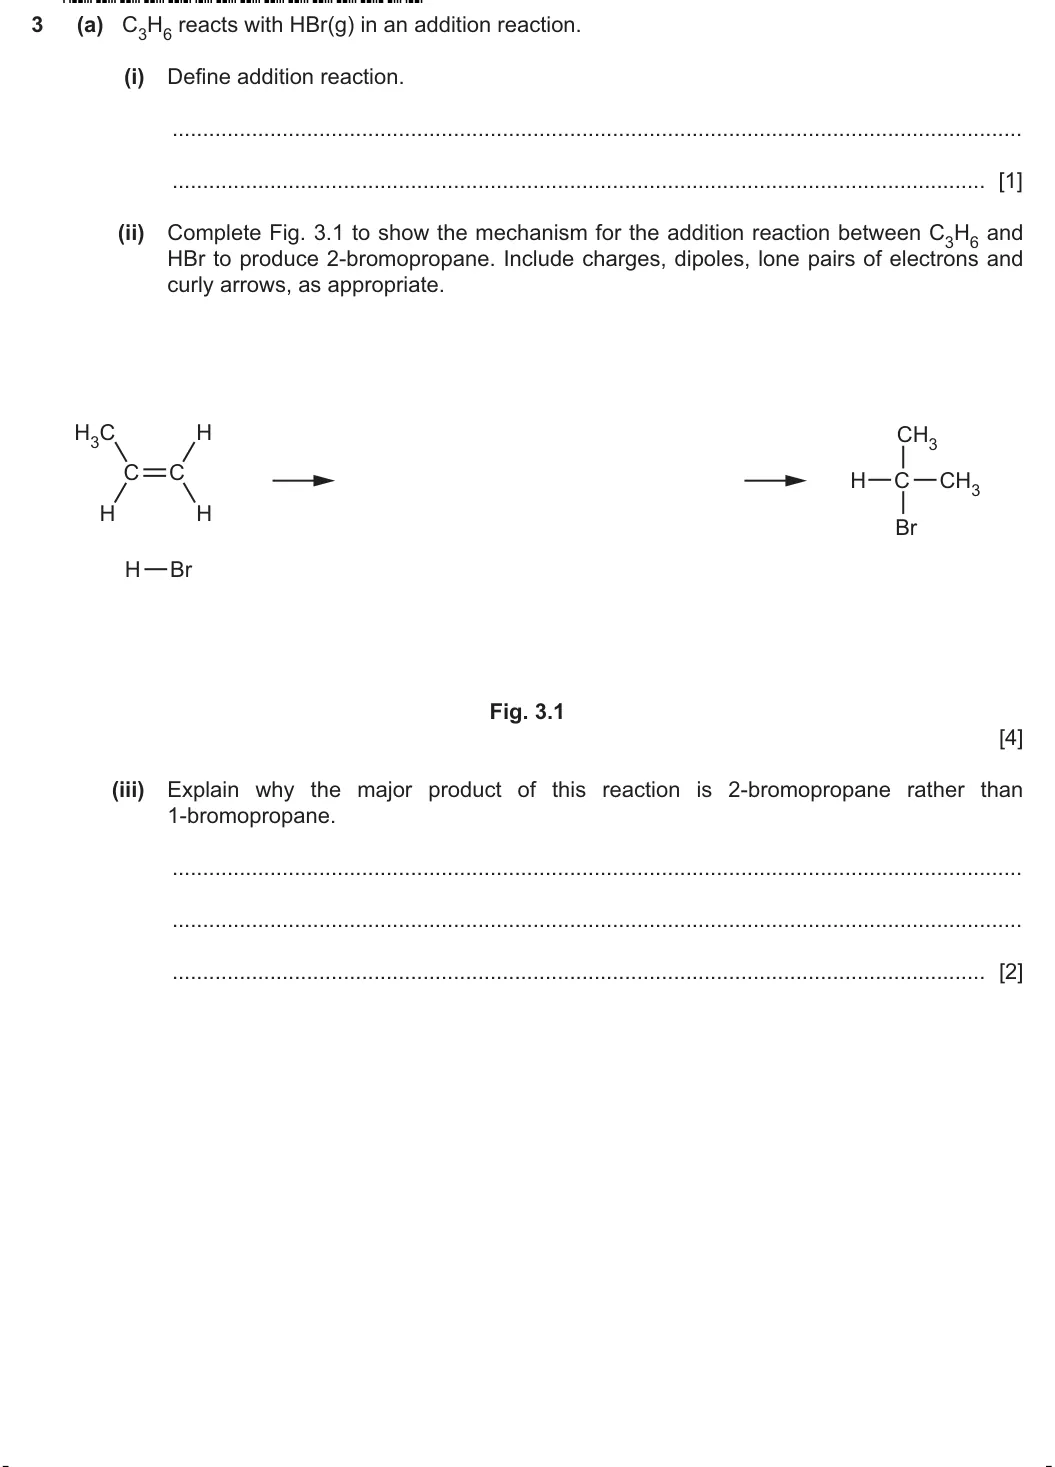 3 (a) C3H6 reacts with HBr(g) in an addition reaction.
(i) Define addition reaction.
..........................................................................................................................................
.................................................................................................................................... [1]
(ii) Complete Fig. 3.1 to show the mechanism for the addition reaction between C3H6 and
HBr to produce 2-bromopropane. Include charges, dipoles, lone pairs of electrons and
curly arrows, as appropriate.
H3C H CH3
C C H C CH3
H H Br
H Br
Fig. 3.1
[4]
(iii) Explain why the major product of this reaction is 2-bromopropane rather than
1-bromopropane.
..........................................................................................................................................
..........................................................................................................................................
.................................................................................................................................... [2]